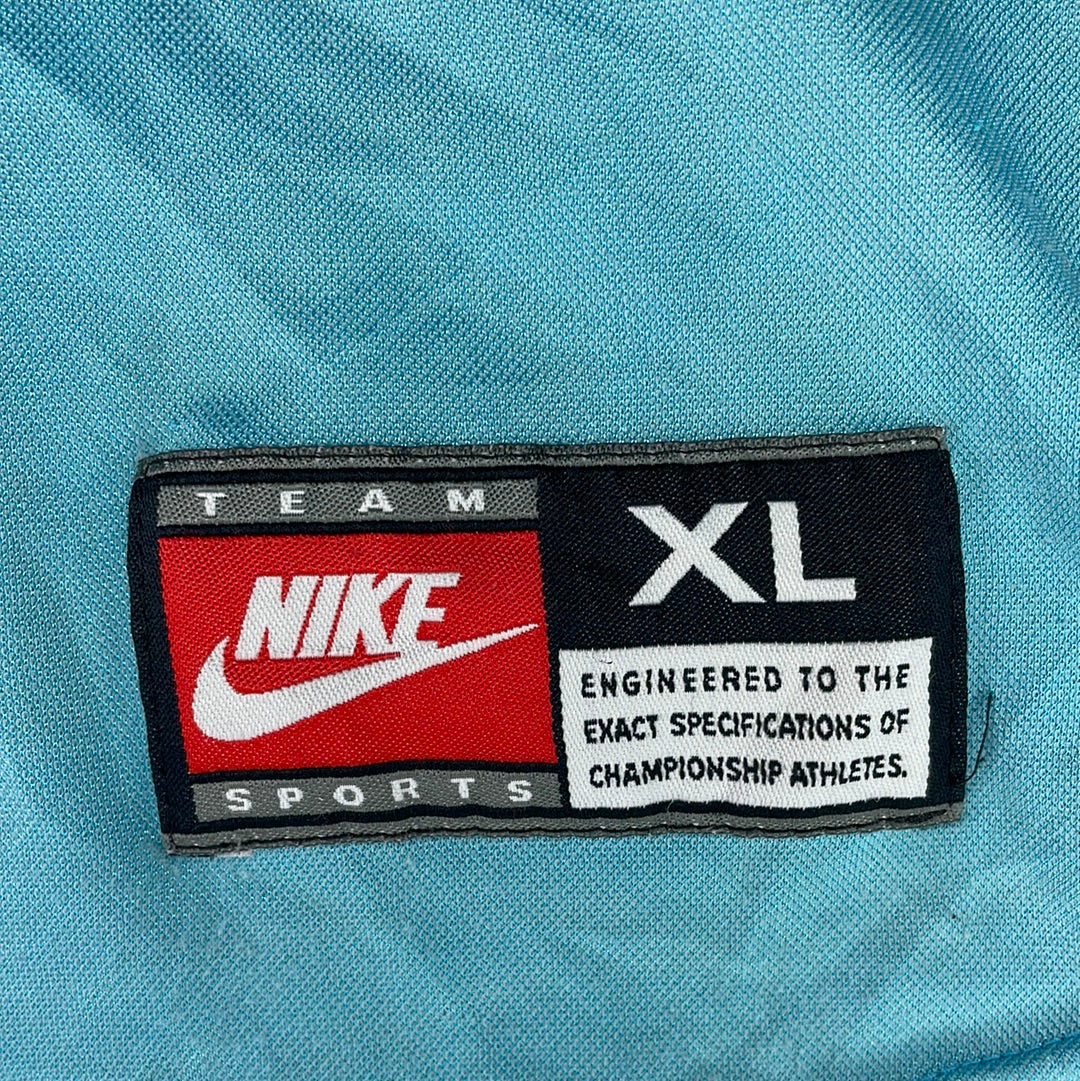 TEAM
NIKE
SPORTS
XL
ENGINEERED TO THE
EXACT SPECIFICATIONS OF
CHAMPIONSHIP ATHLETES.